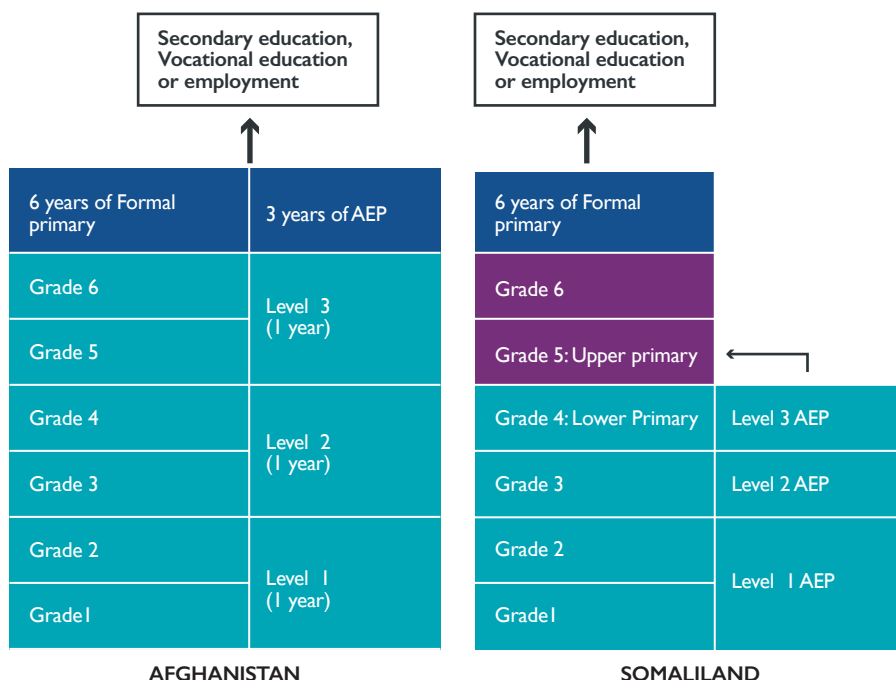 Secondary education,
Vocational education
or employment
6 years of Formal
primary
3 years of AEP
Grade 6
Grade 5
Level 3
(1 year)
Grade 4
Grade 3
Level 2
(1 year)
Grade 2
Grade1
Level 1
(1 year)
AFGHANISTAN
Secondary education,
Vocational education
or employment
6 years of Formal
primary
Grade 6
Grade 5: Upper primary
Grade 4: Lower Primary
Level 3 AEP
Grade 3
Level 2 AEP
Grade 2
Grade1
Level 1 AEP
SOMALILAND